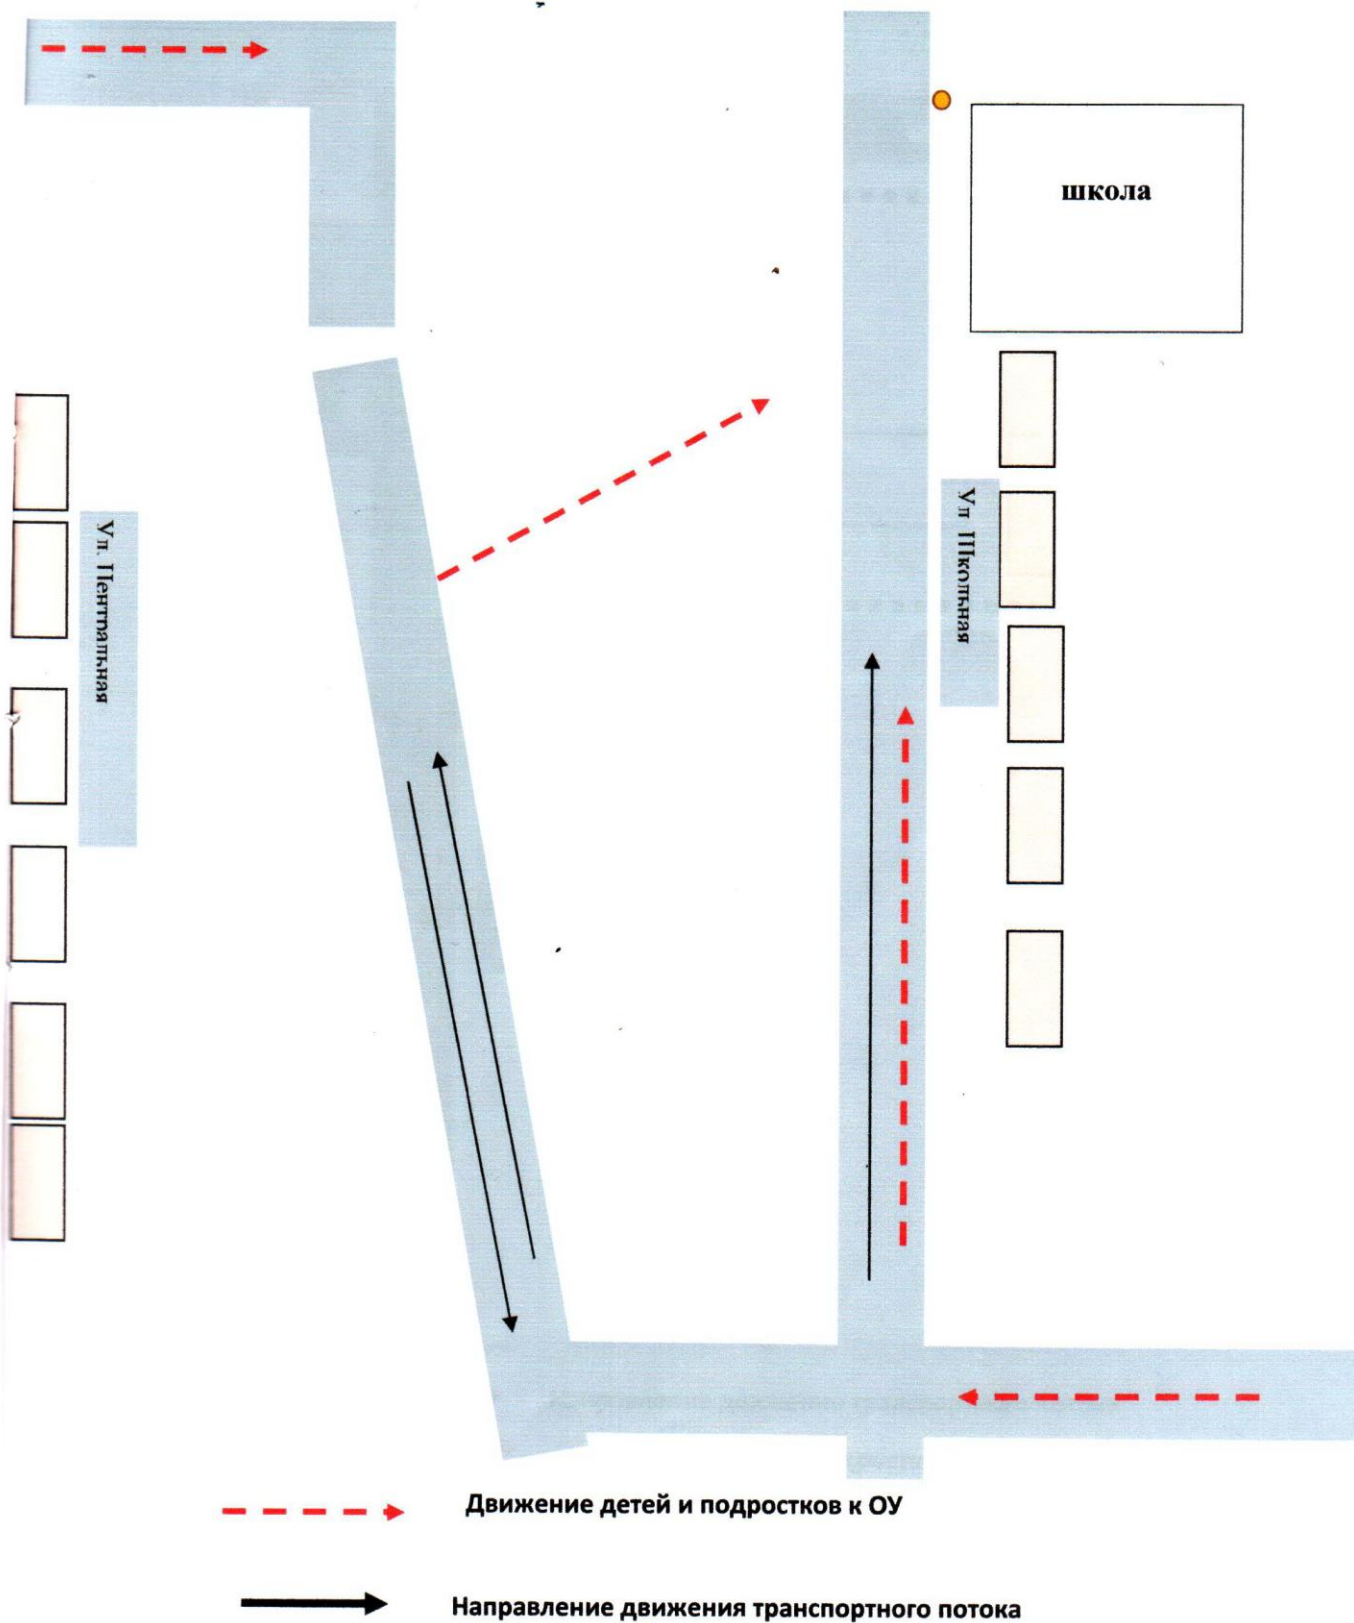 школа
Ул. Центральная
Ул Школьная
Движение детей и подростков к ОУ
Направление движения транспортного потока